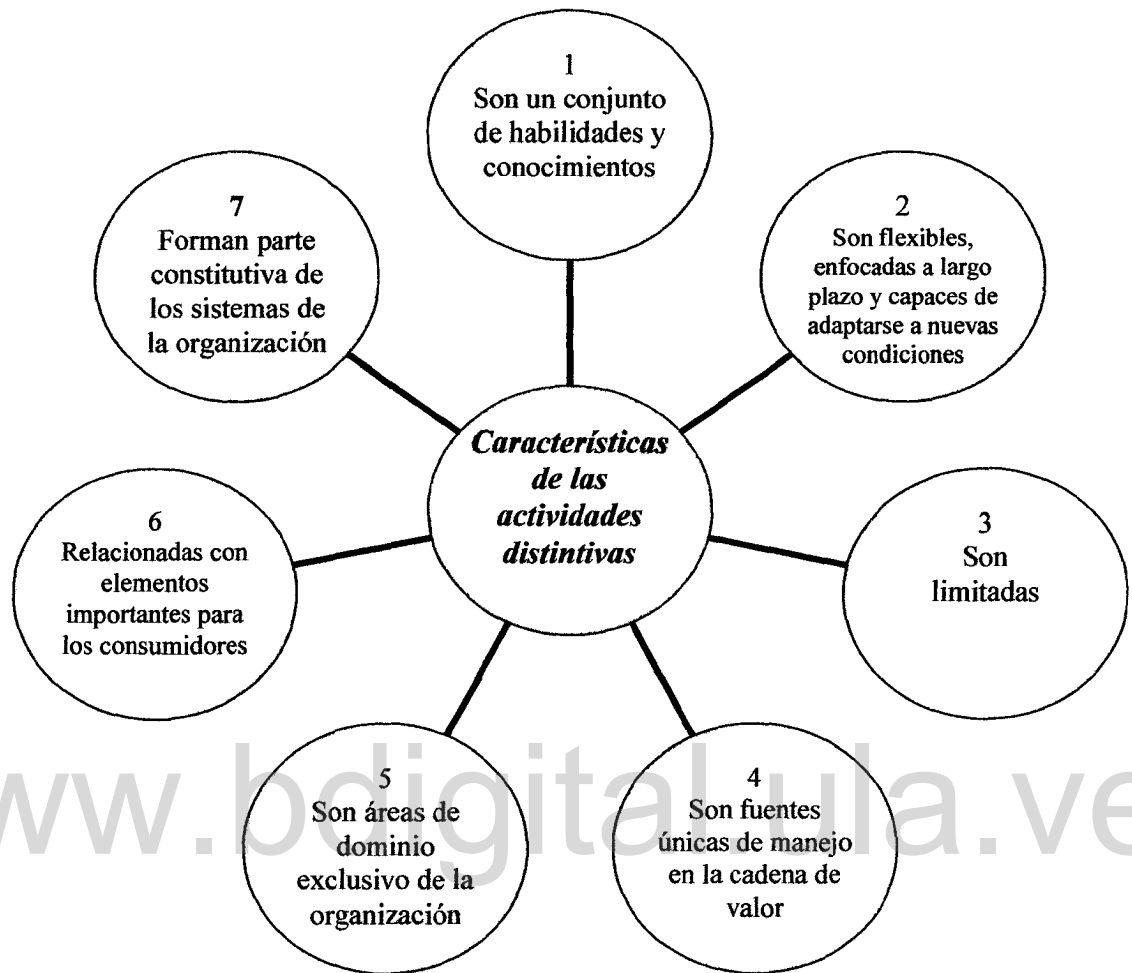 1
Son un conjunto
de habilidades y
conocimientos
2
Son flexibles,
enfocadas a largo
plazo y capaces de
adaptarse a nuevas
condiciones
3
Son
limitadas
4
Son fuentes
únicas de manejo
en la cadena de
valor
5
Son áreas de
dominio
exclusivo de la
organización
6
Relacionadas con
elementos
importantes para
los consumidores
7
Forman parte
constitutiva de
los sistemas de
la organización
Característícas
de las
actividades
distintivas
ww.bdigital.ula.ve